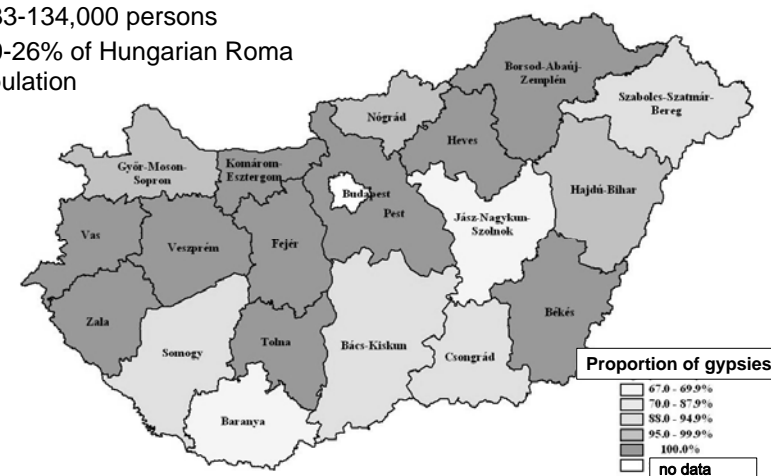 33-134,000 persons
0-26% of Hungarian Roma
pulation
Borsod-Abaúj-
Zemplén
Szabolcs-Szatmár-
Bereg
Nógrád
Heves
Győr-Moson-
Sopron
Komárom-
Esztergom
Budapest
Hajdú-Bihar
Pest
Jász-Nagykun-
Szolnok
Vas
Veszprém
Fejér
Zala
Békés
Somogy
Tolna
Bács-Kiskun
Csongrád
Baranya
Proportion of gypsies
67.0 - 69.9%
70.0 - 87.9%
88.0 - 94.9%
95.0 - 99.9%
100.0%
no data